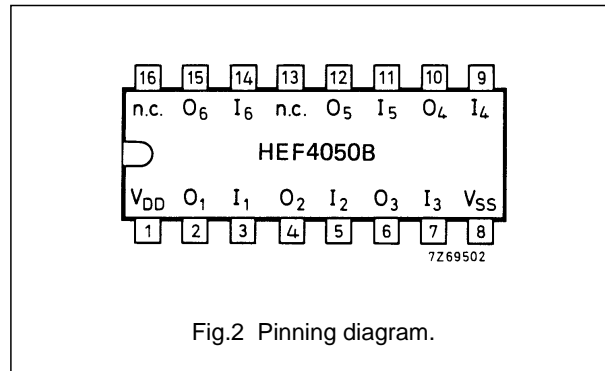 16 15 14 13 12 11 10 9
n.c. O6 I6 n.c. O5 I5 O4 I4
HEF4050B
VDD O1 I1 O2 I2 O3 I3 VSS
1 2 3 4 5 6 7 8
7Z69502
Fig.2 Pinning diagram.